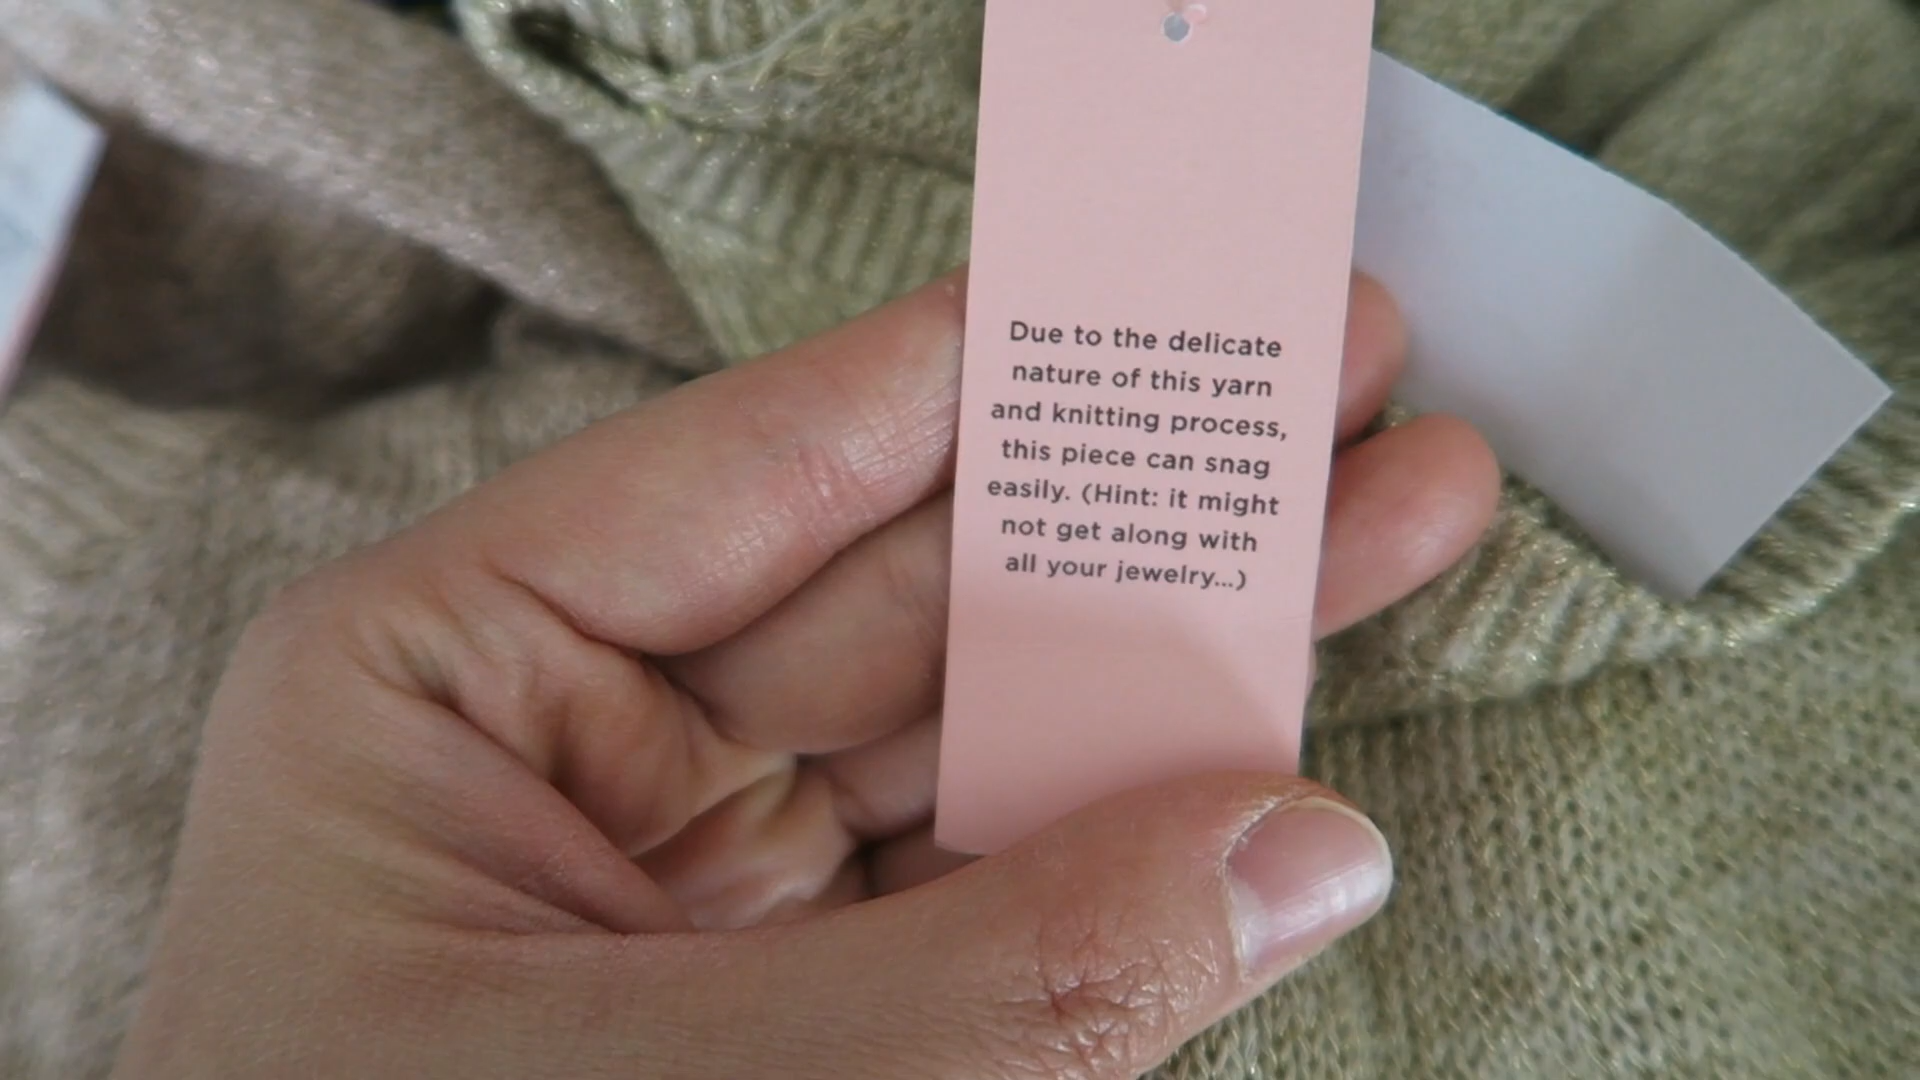 Due to the delicate
nature of this yarn
and knitting process,
this piece can snag
easily. (Hint: it might
not get along with
all your jewelry...)